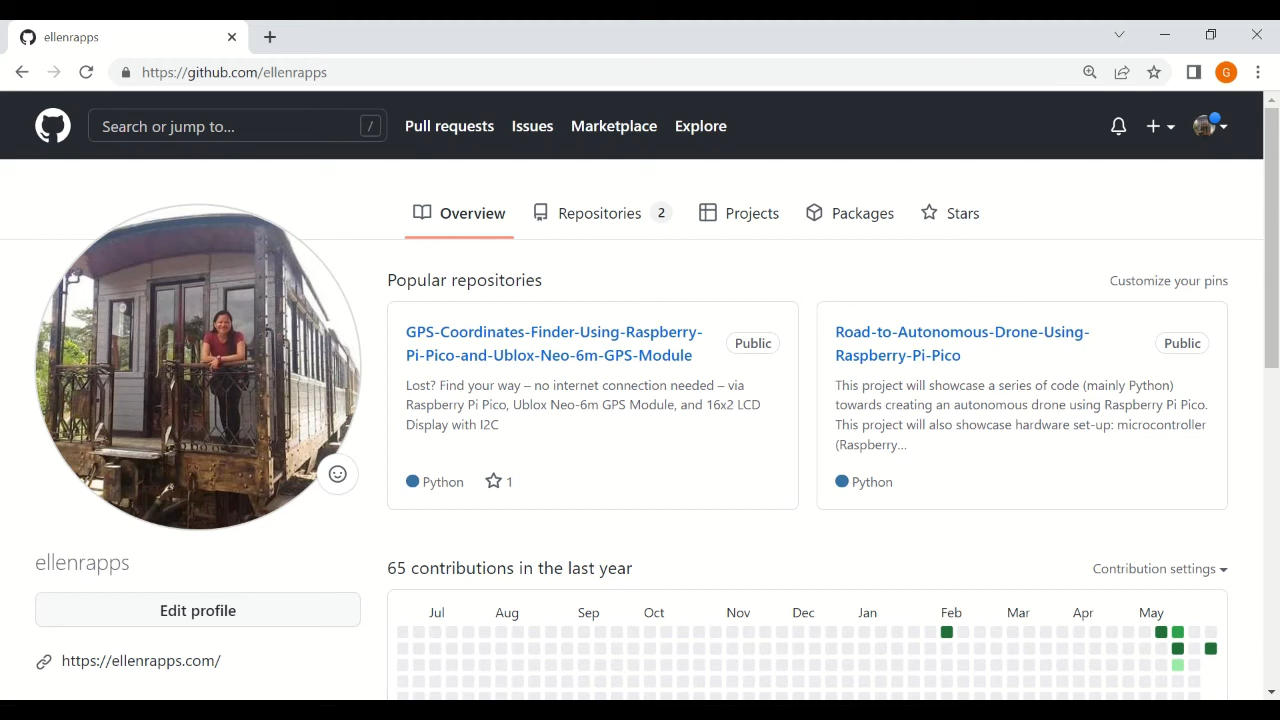 ellenrapps
https://github.com/ellenrapps
G
Search or jump to...
/
Pull requests
Issues
Marketplace
Explore
Overview
Repositories 2
Projects
Packages
Stars
Popular repositories
Customize your pins
GPS-Coordinates-Finder-Using-Raspberry-
Pi-Pico-and-Ublox-Neo-6m-GPS-Module
Public
Lost? Find your way – no internet connection needed – via
Raspberry Pi Pico, Ublox Neo-6m GPS Module, and 16x2 LCD
Display with I2C
Python
1
Road-to-Autonomous-Drone-Using-
Raspberry-Pi-Pico
Public
This project will showcase a series of code (mainly Python)
towards creating an autonomous drone using Raspberry Pi Pico.
This project will also showcase hardware set-up: microcontroller
(Raspberry...
Python
ellenrapps
Edit profile
https://ellenrapps.com/
65 contributions in the last year
Contribution settings
Jul Aug Sep Oct Nov Dec Jan Feb Mar Apr May